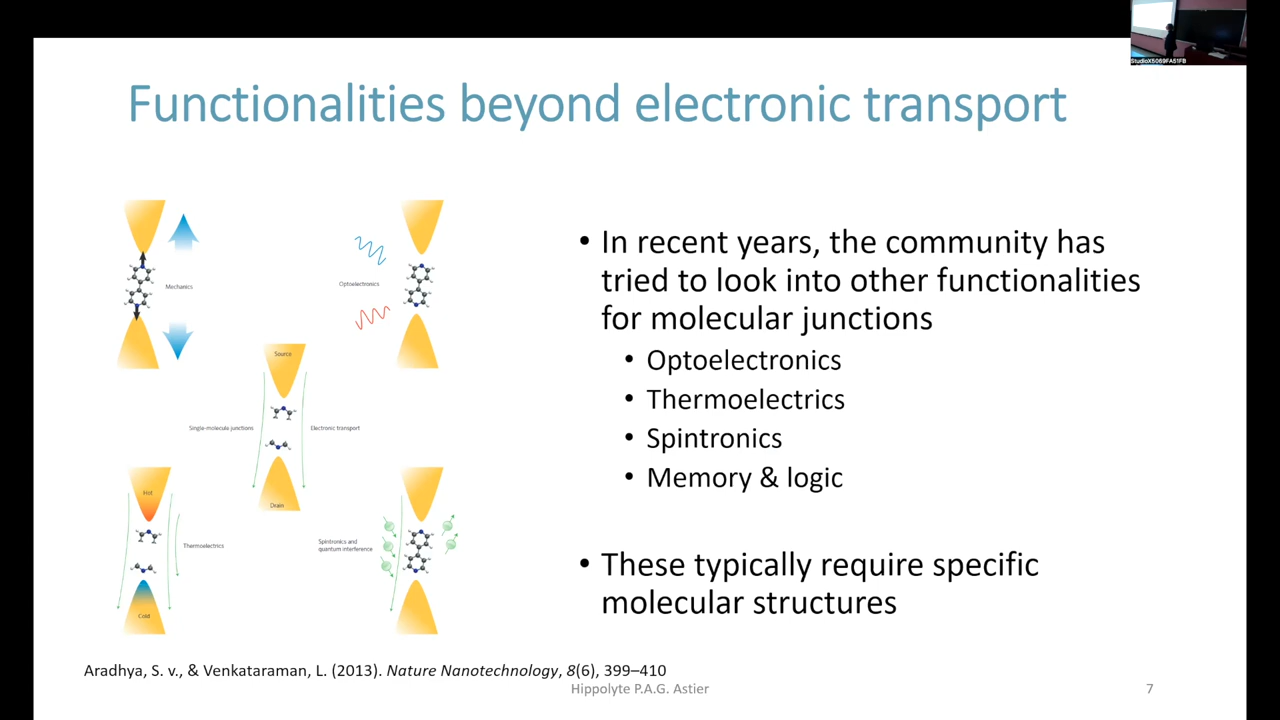 StudioX5069FA51FB
Functionalities beyond electronic transport
Mechanics
Optoelectronics
Source
Single-molecule junctions
Electronic transport
Drain
Hot
Thermoelectrics
Cold
Spintronics and
quantum interference
• In recent years, the community has
tried to look into other functionalities
for molecular junctions
• Optoelectronics
• Thermoelectrics
• Spintronics
• Memory & logic
• These typically require specific
molecular structures
Aradhya, S. v., & Venkataraman, L. (2013). Nature Nanotechnology, 8(6), 399–410
Hippolyte P.A.G. Astier
7